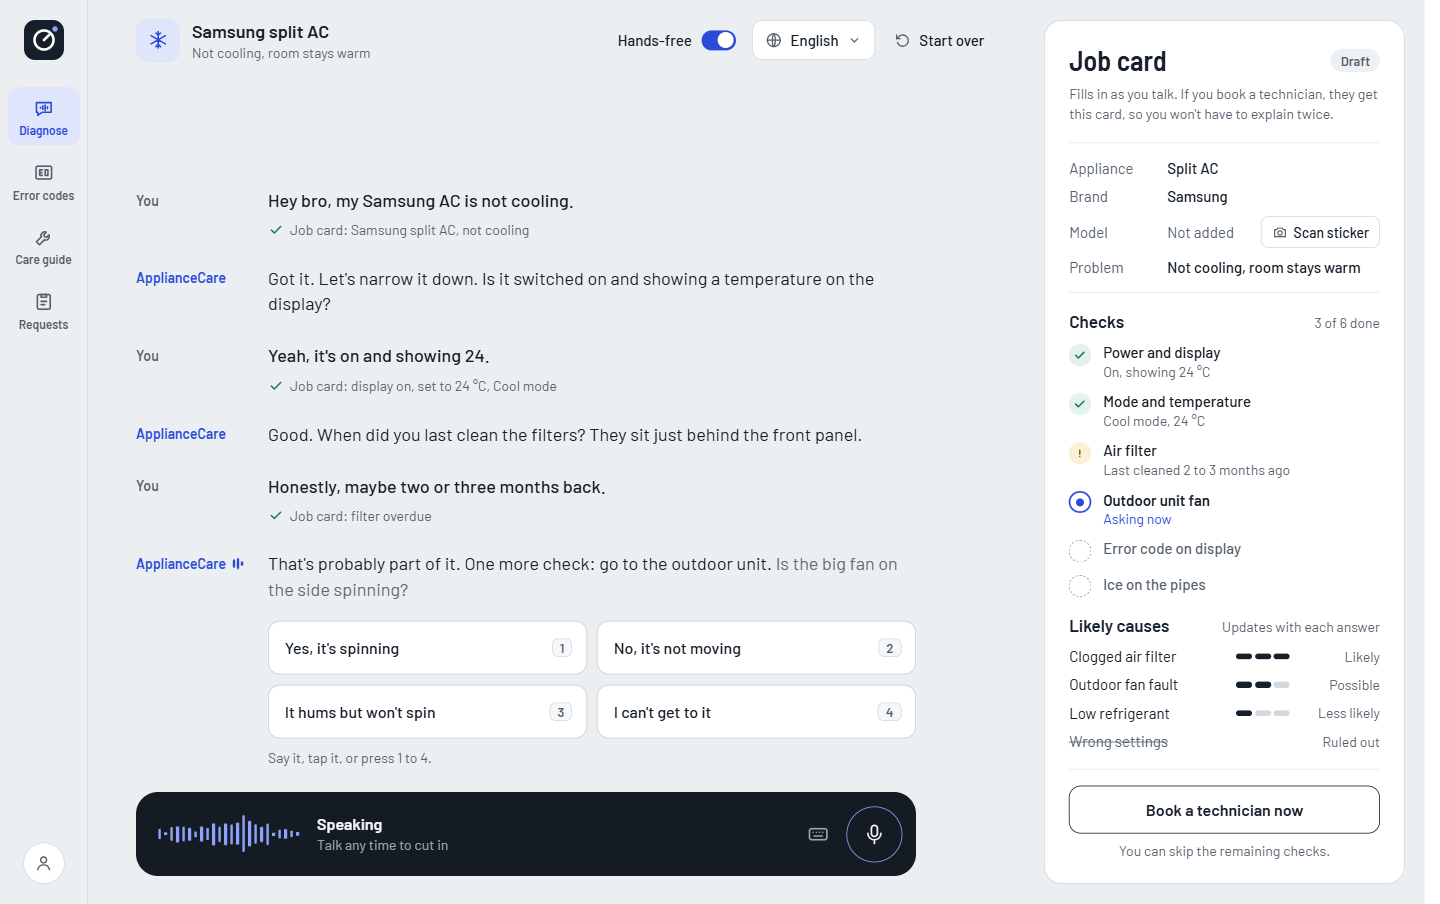 Samsung split AC
Not cooling, room stays warm
Hands-free
English
Start over
Diagnose
Error codes
Care guide
Requests
You
Hey bro, my Samsung AC is not cooling.
Job card: Samsung split AC, not cooling
ApplianceCare
Got it. Let's narrow it down. Is it switched on and showing a temperature on the
display?
You
Yeah, it's on and showing 24.
Job card: display on, set to 24 °C, Cool mode
ApplianceCare
Good. When did you last clean the filters? They sit just behind the front panel.
You
Honestly, maybe two or three months back.
Job card: filter overdue
ApplianceCare
That's probably part of it. One more check: go to the outdoor unit. Is the big fan on
the side spinning?
Yes, it's spinning 1
No, it's not moving 2
It hums but won't spin 3
I can't get to it 4
Say it, tap it, or press 1 to 4.
Speaking
Talk any time to cut in
Job card
Draft
Fills in as you talk. If you book a technician, they get
this card, so you won't have to explain twice.
Appliance Split AC
Brand Samsung
Model Not added Scan sticker
Problem Not cooling, room stays warm
Checks 3 of 6 done
Power and display
On, showing 24 °C
Mode and temperature
Cool mode, 24 °C
! Air filter
Last cleaned 2 to 3 months ago
Outdoor unit fan
Asking now
Error code on display
Ice on the pipes
Likely causes Updates with each answer
Clogged air filter Likely
Outdoor fan fault Possible
Low refrigerant Less likely
Wrong settings Ruled out
Book a technician now
You can skip the remaining checks.